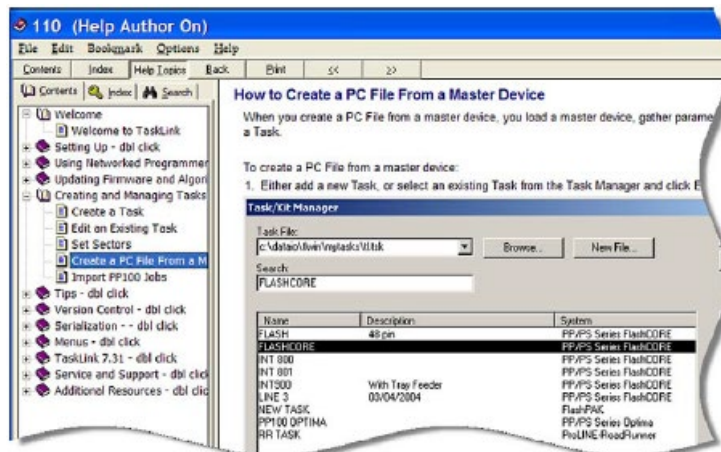 110 (Help Author On)
File Edit Bookmark Options Help
Contents Index Help Topics Back Print << >>
Contents Index Search
Welcome
Welcome to TaskLink
Setting Up - dbl click
Using Networked Programmer
Updating Firmware and Algori
Creating and Managing Tasks
Create a Task
Edit an Existing Task
Set Sectors
Create a PC File From a M
Import PP100 Jobs
Tips - dbl click
Version Control - dbl click
Serialization - - dbl click
Menus - dbl click
TaskLink 7.31 - dbl click
Service and Support - dbl click
Additional Resources - dbl clic
How to Create a PC File From a Master Device
When you create a PC File from a master device, you load a master device, gather parame
a Task.
To create a PC File from a master device:
1. Either add a new Task, or select an existing Task from the Task Manager and click E
Task/Kit Manager
Task File:
Browse... New File...
Search:
FLASHCORE
Name Description System
FLASH 48 pin PP/PS Series FlashCORE
FLASHCORE PP/PS Series FlashCORE
INT 800 PP/PS Series FlashCORE
INT 801 PP/PS Series FlashCORE
INT900 With Tray Feeder PP/PS Series FlashCORE
LINE 3 03/04/2004 PP/PS Series FlashCORE
NEW TASK FlashPAK
PP100 OPTIMA PP/PS Series Optima
RR TASK ProLINE-RoadRunner